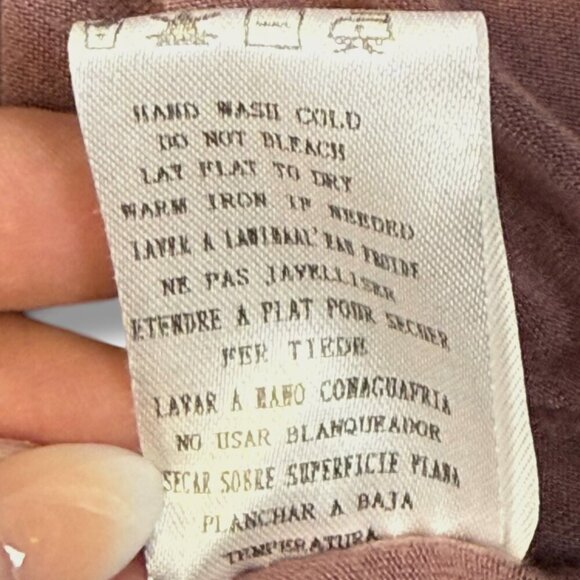 HAND WASH COLD
DO NOT BLEACH
LAY FLAT TO DRY
WARM IRON IF NEEDED
LAVER A LAMIMAAL'EAU FROIDE
NE PAS JAVELLISER
ETENDRE A PLAT POUR SECHER
FER TIEDE
LAVAR A MANO CONAGUAFRIA
NO USAR BLANQUEADOR
SECAR SOBRE SUPERFICIE PLANA
PLANCHAR A BAJA
TEMPERATURA